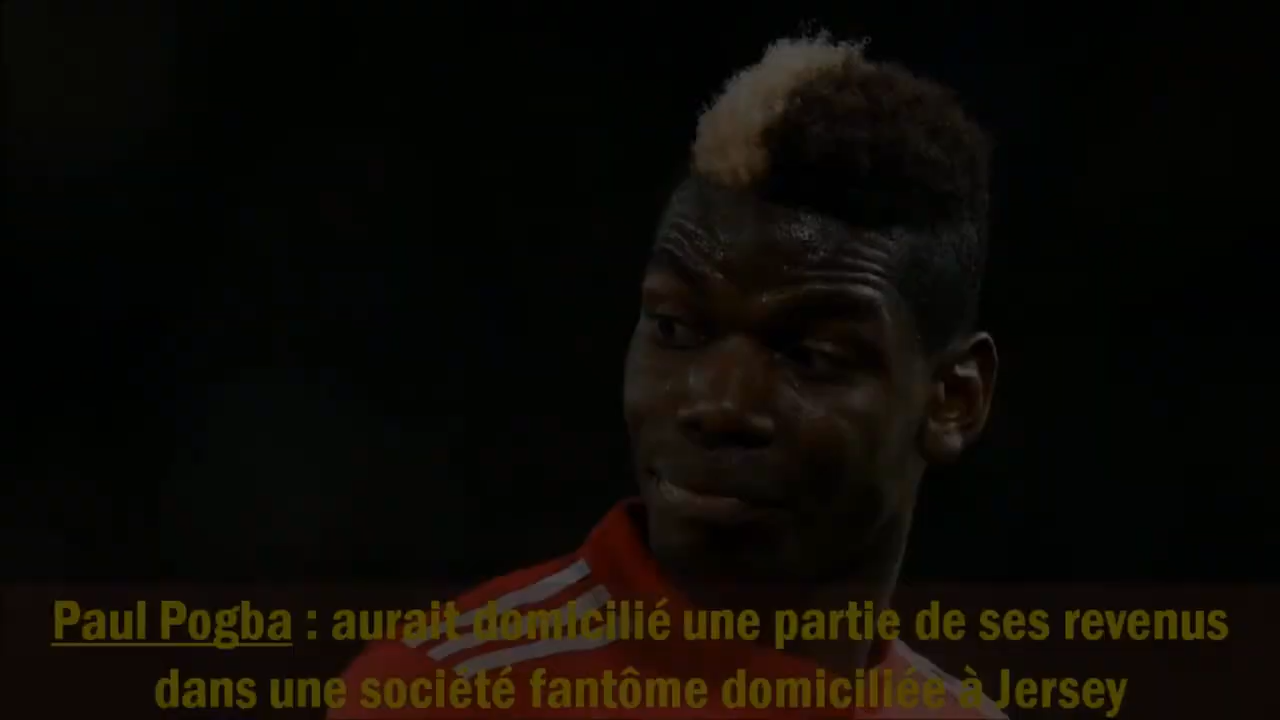 Paul Pogba : aurait domicilié une partie de ses revenus
dans une société fantôme domiciliée à Jersey